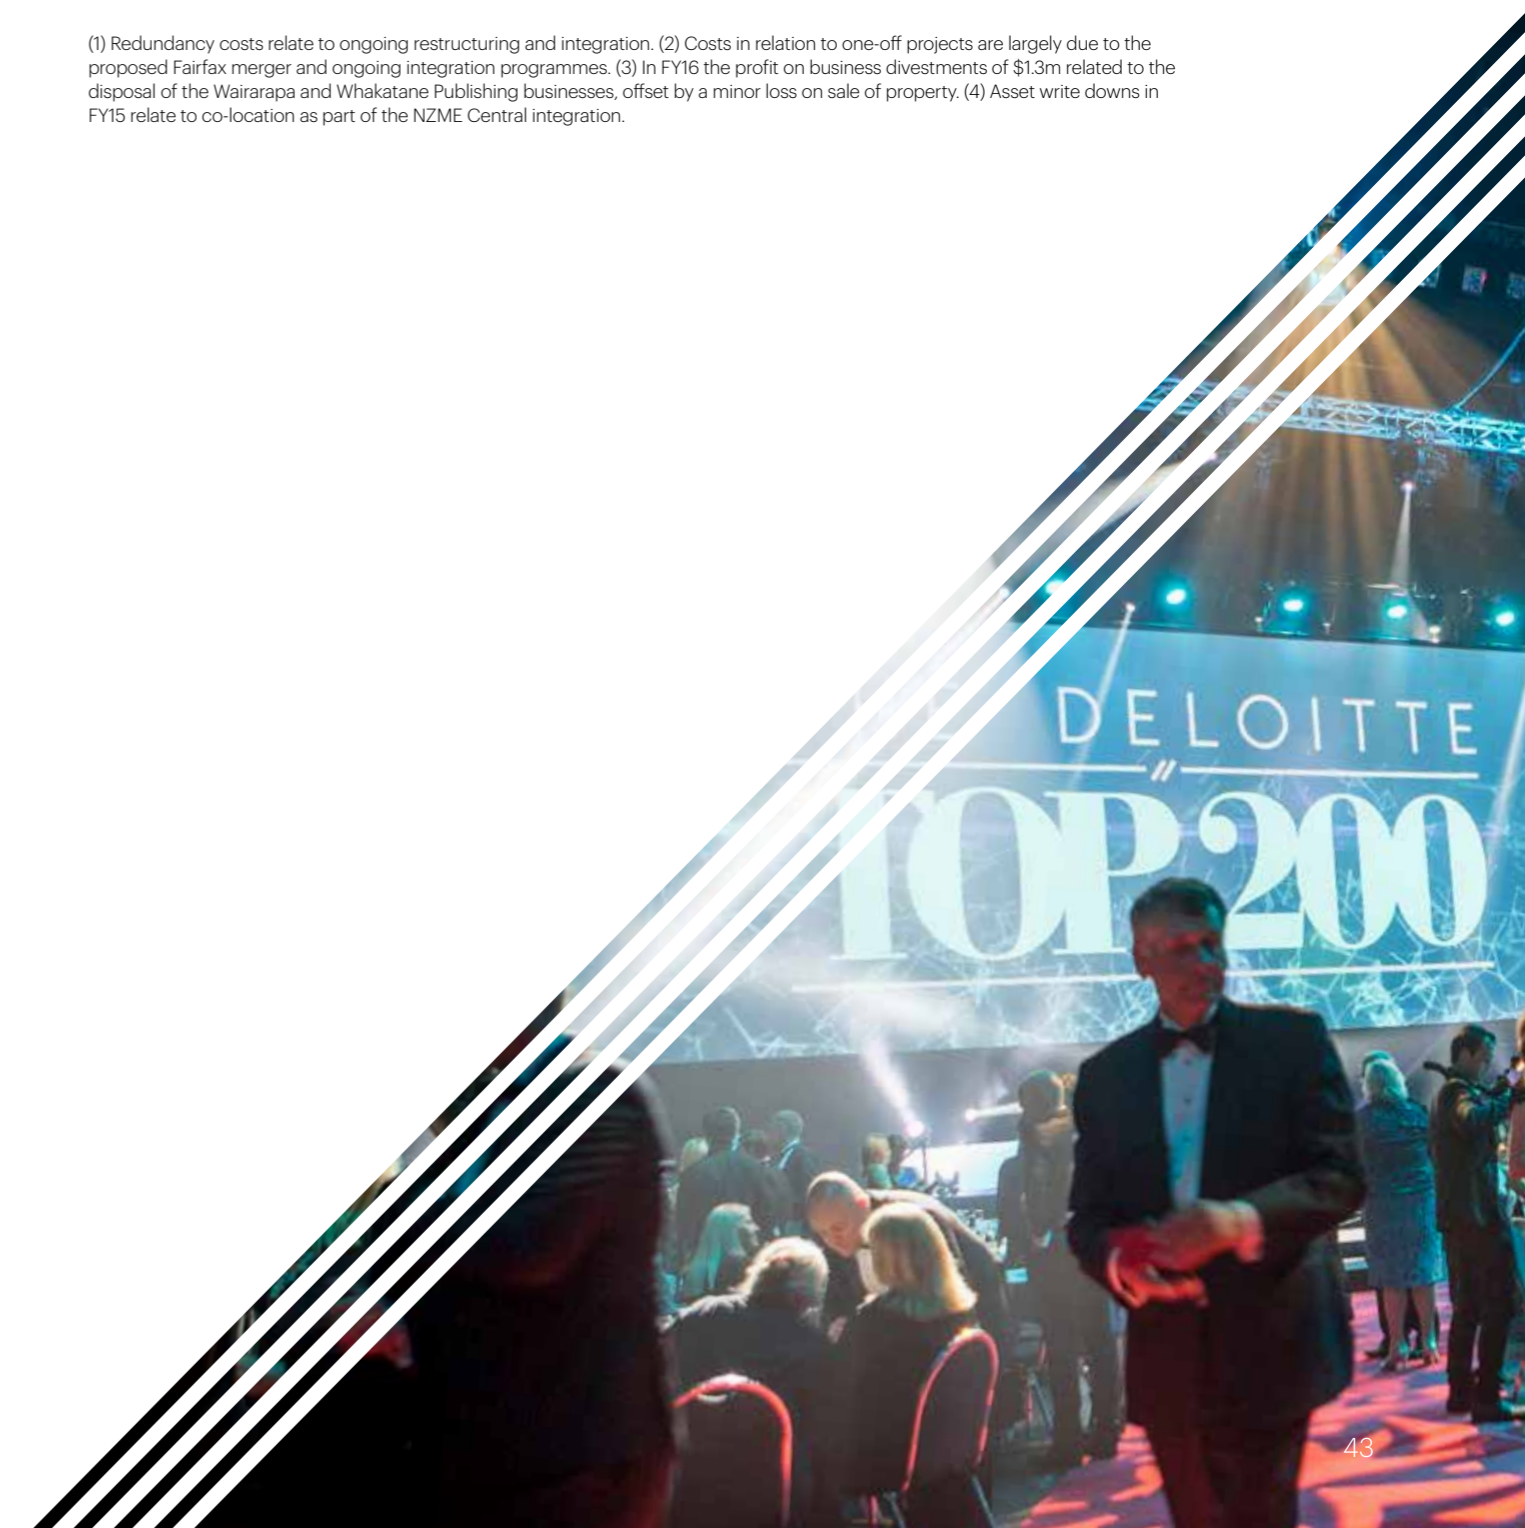 (1) Redundancy costs relate to ongoing restructuring and integration. (2) Costs in relation to one-off projects are largely due to the
proposed Fairfax merger and ongoing integration programmes. (3) In FY16 the profit on business divestments of $1.3m related to the
disposal of the Wairarapa and Whakatane Publishing businesses, offset by a minor loss on sale of property. (4) Asset write downs in
FY15 relate to co-location as part of the NZME Central integration.
DELOITTE
TOP 200
43